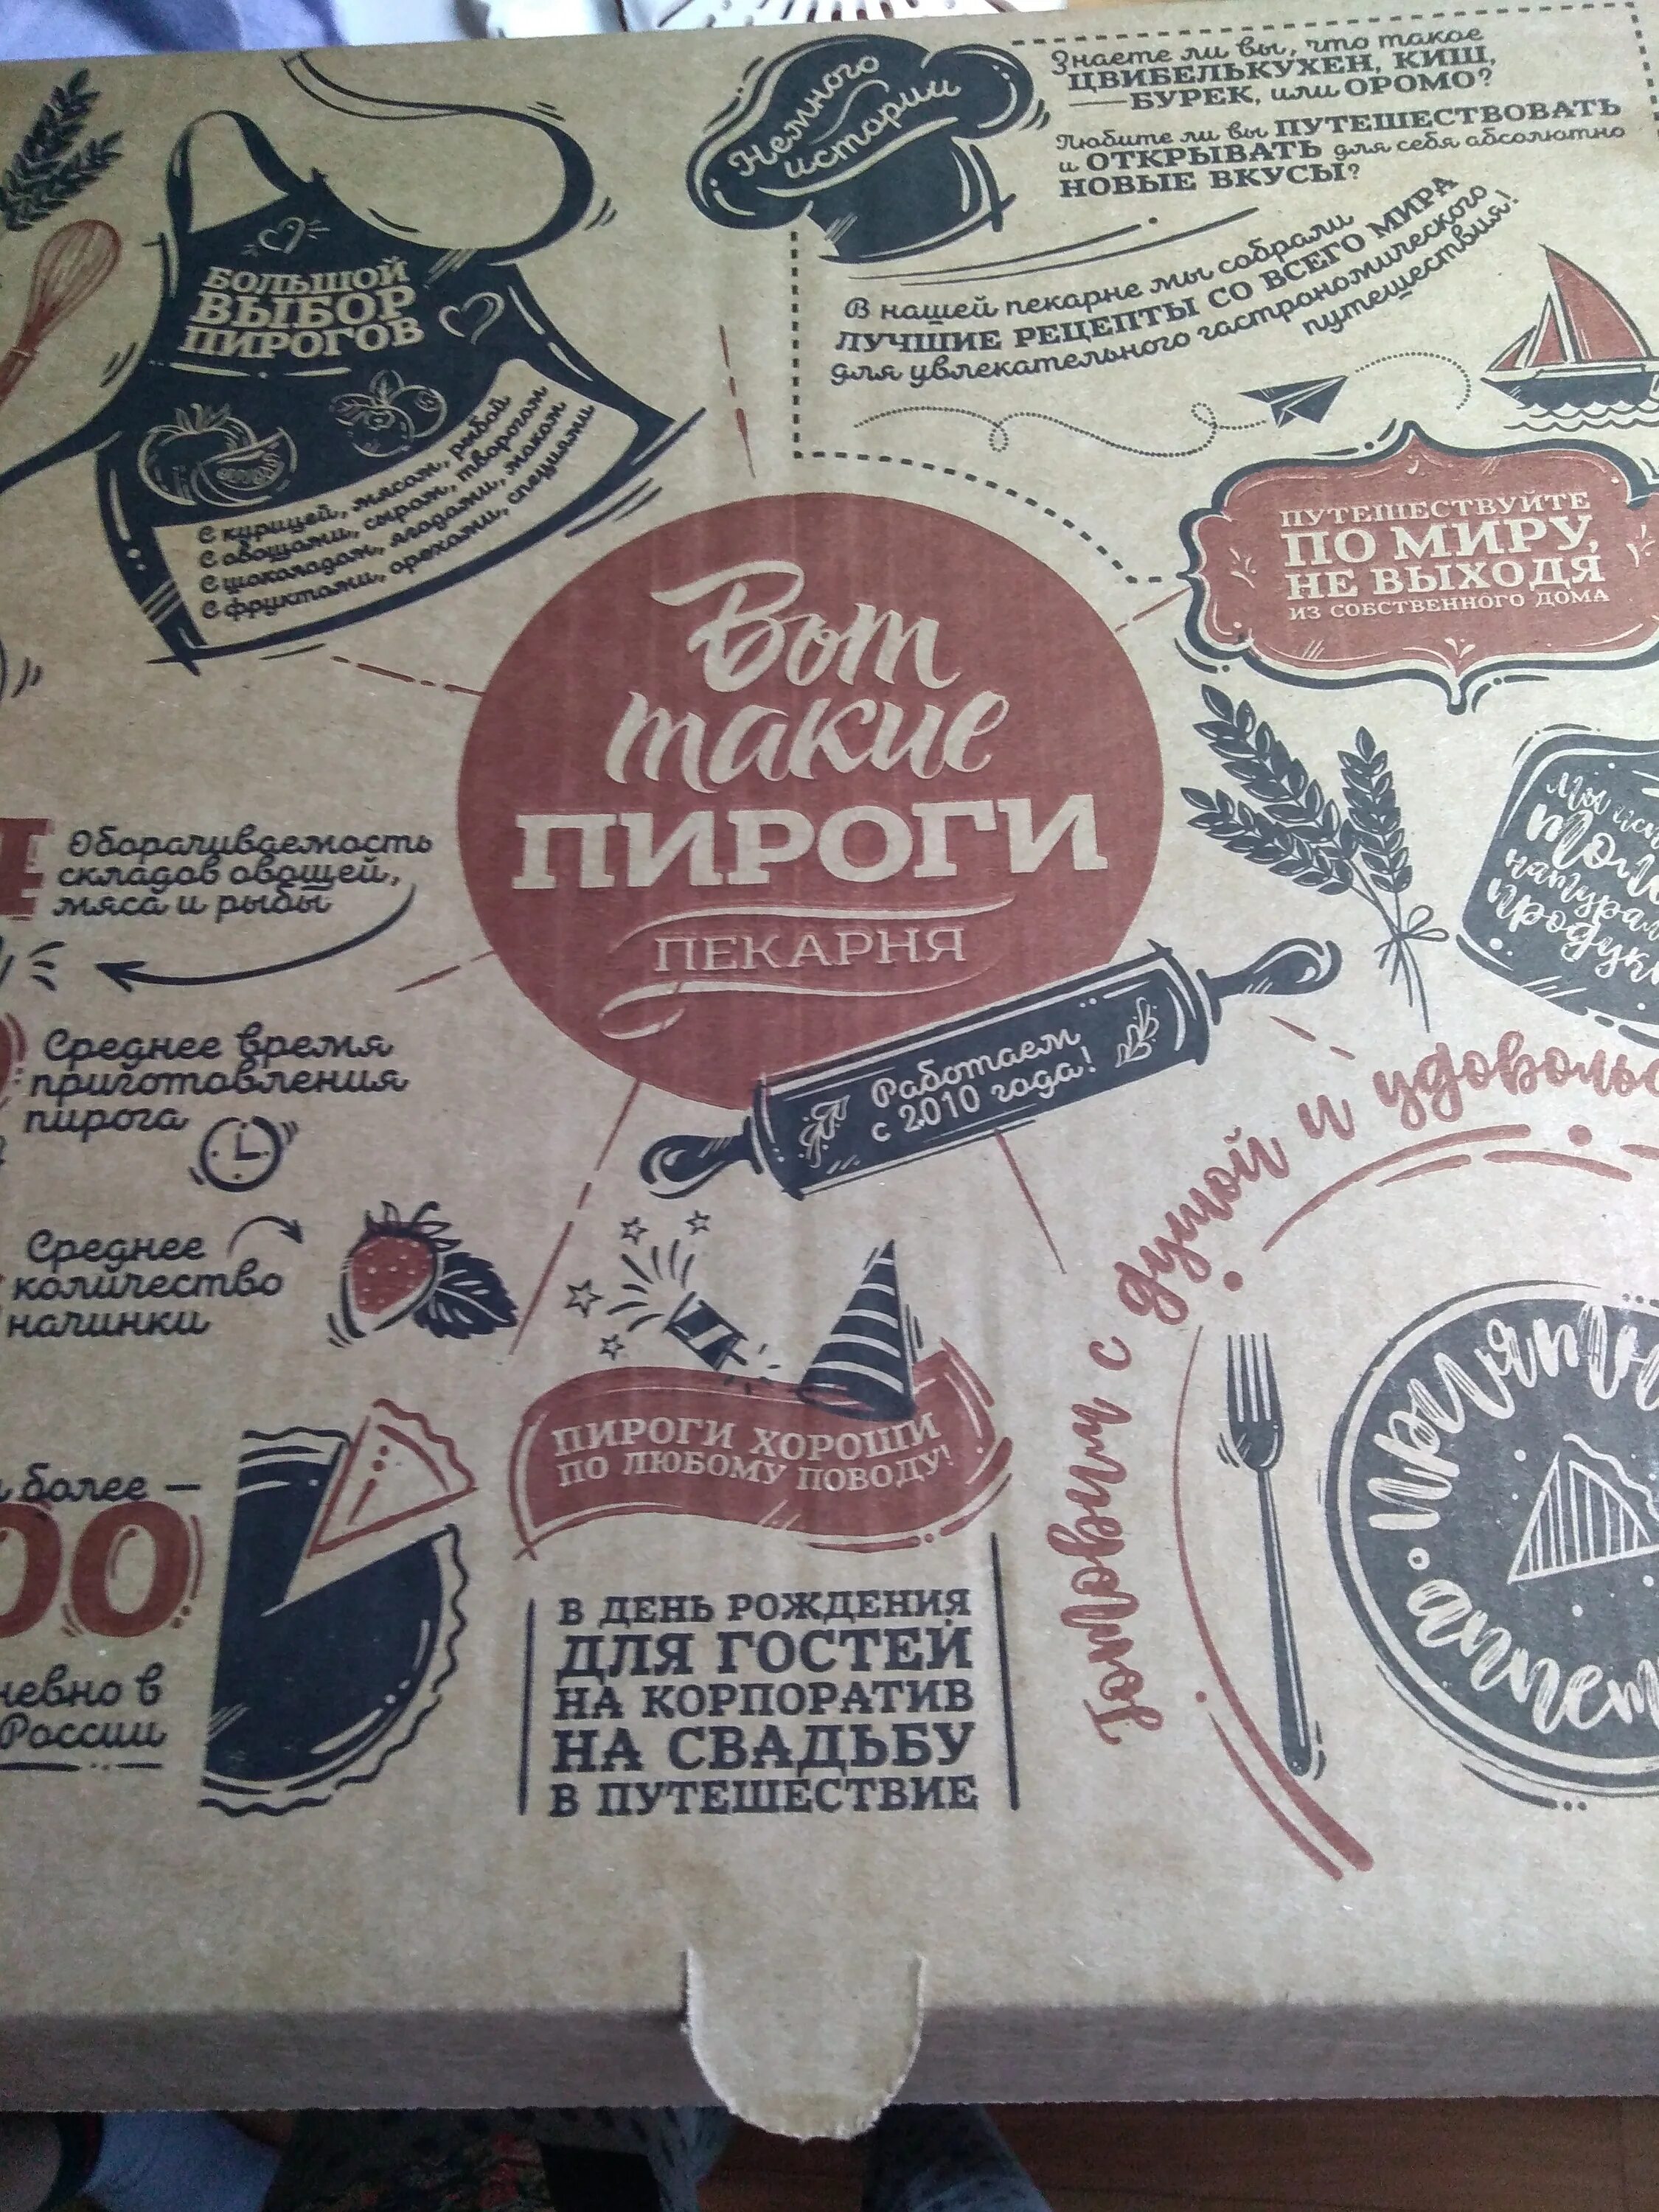 Немного
истории
Знаете ли вы, что такое
ЦВИБЕЛЬКУХЕН, КИШ,
БУРЕК, или ОРОМО?
Любите ли вы ПУТЕШЕСТВОВАТЬ
и ОТКРЫВАТЬ для себя абсолютно
НОВЫЕ ВКУСЫ?
В нашей пекарне мы собрали
ЛУЧШИЕ РЕЦЕПТЫ СО ВСЕГО МИРА
для увлекательного гастрономического
путешествия!
БОЛЬШОЙ
ВЫБОР
ПИРОГОВ
С курицей, мясом, рыбой
С овощами, сыром, творогом
С шоколадом, ягодами, маком
С фруктами, орехами, специями
ПУТЕШЕСТВУЙТЕ
ПО МИРУ,
НЕ ВЫХОДЯ
ИЗ СОБСТВЕННОГО ДОМА
Вот
такие
ПИРОГИ
ПЕКАРНЯ
Работаем
с 2010 года!
Оборачиваемость
складов овощей,
мяса и рыбы
Среднее время
приготовления
пирога
Среднее
количество
начинки
более —
00
в
России
Мы
ПИРОГИ ХОРОШИ
ПО ЛЮБОМУ ПОВОДУ!
В ДЕНЬ РОЖДЕНИЯ
ДЛЯ ГОСТЕЙ
НА КОРПОРАТИВ
НА СВАДЬБУ
В ПУТЕШЕСТВИЕ
Готовим с душой и